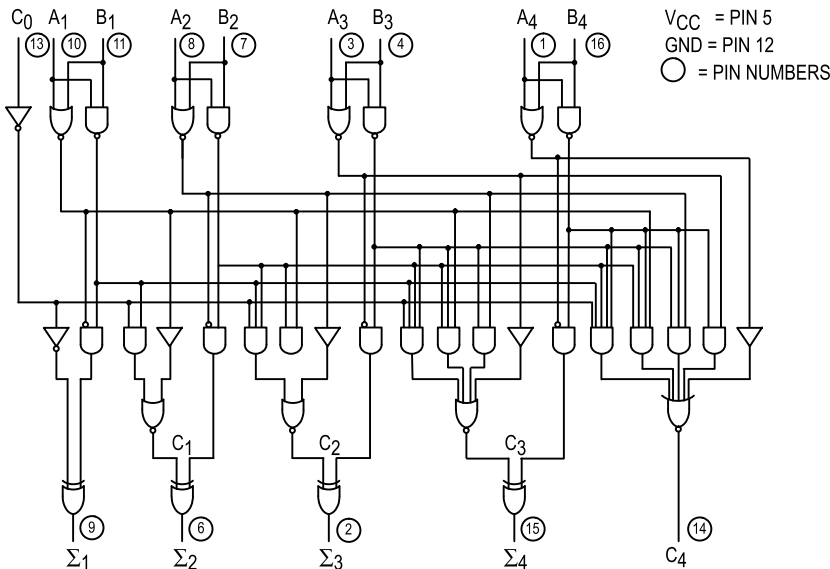 C0 A1 B1 A2 B2 A3 B3 A4 B4
VCC = PIN 5
GND = PIN 12
= PIN NUMBERS
13 10 11 8 7 3 4 1 16
C1 C2 C3
9 6 2 15 14
Σ1 Σ2 Σ3 Σ4 C4